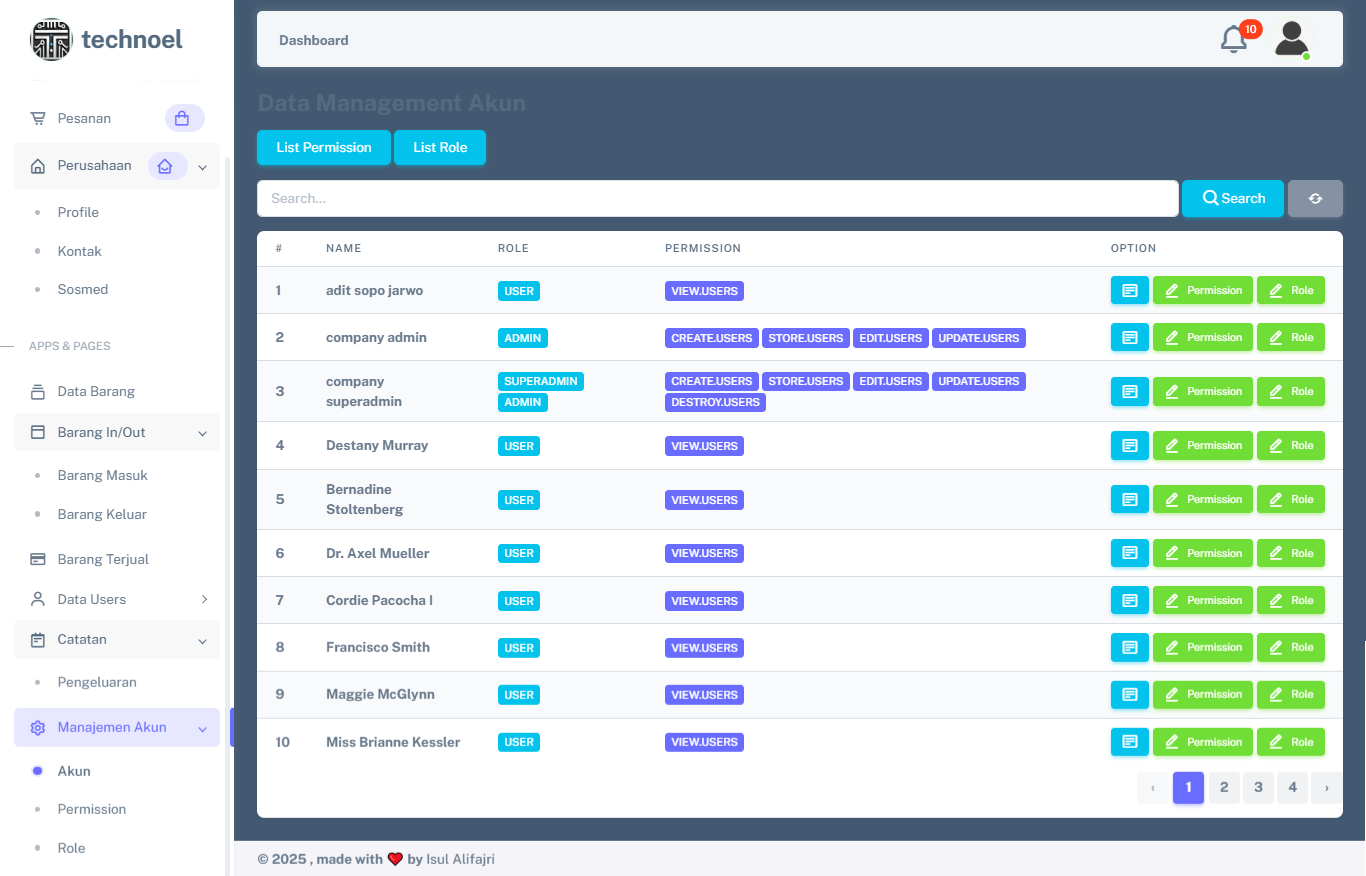 technoel
Pesanan
Perusahaan
Profile
Kontak
Sosmed
APPS & PAGES
Data Barang
Barang In/Out
Barang Masuk
Barang Keluar
Barang Terjual
Data Users
Catatan
Pengeluaran
Manajemen Akun
Akun
Permission
Role
Dashboard
10
Data Management Akun
List Permission List Role
Search... Search
# NAME ROLE PERMISSION OPTION
1 adit sopo jarwo USER VIEW.USERS Permission Role
2 company admin ADMIN CREATE.USERS STORE.USERS EDIT.USERS UPDATE.USERS Permission Role
3 company superadmin SUPERADMIN ADMIN CREATE.USERS STORE.USERS EDIT.USERS UPDATE.USERS DESTROY.USERS Permission Role
4 Destany Murray USER VIEW.USERS Permission Role
5 Bernadine Stoltenberg USER VIEW.USERS Permission Role
6 Dr. Axel Mueller USER VIEW.USERS Permission Role
7 Cordie Pacocha I USER VIEW.USERS Permission Role
8 Francisco Smith USER VIEW.USERS Permission Role
9 Maggie McGlynn USER VIEW.USERS Permission Role
10 Miss Brianne Kessler USER VIEW.USERS Permission Role
‹ 1 2 3 4 ›
© 2025 , made with ❤️ by Isul Alifajri